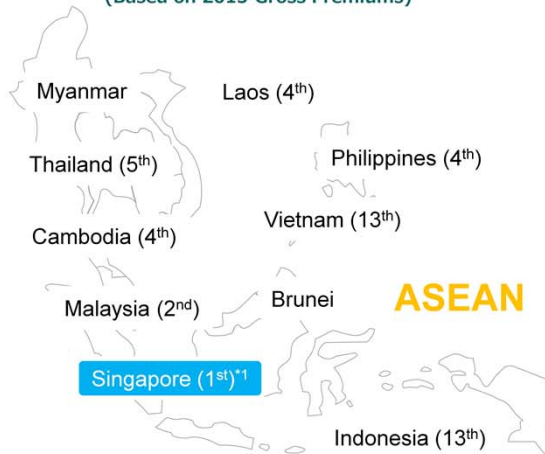 (Based on 2015 Gross Premiums)
Myanmar
Laos (4th)
Thailand (5th)
Philippines (4th)
Vietnam (13th)
Cambodia (4th)
Malaysia (2nd)
Brunei
ASEAN
Singapore (1st)*1
Indonesia (13th)